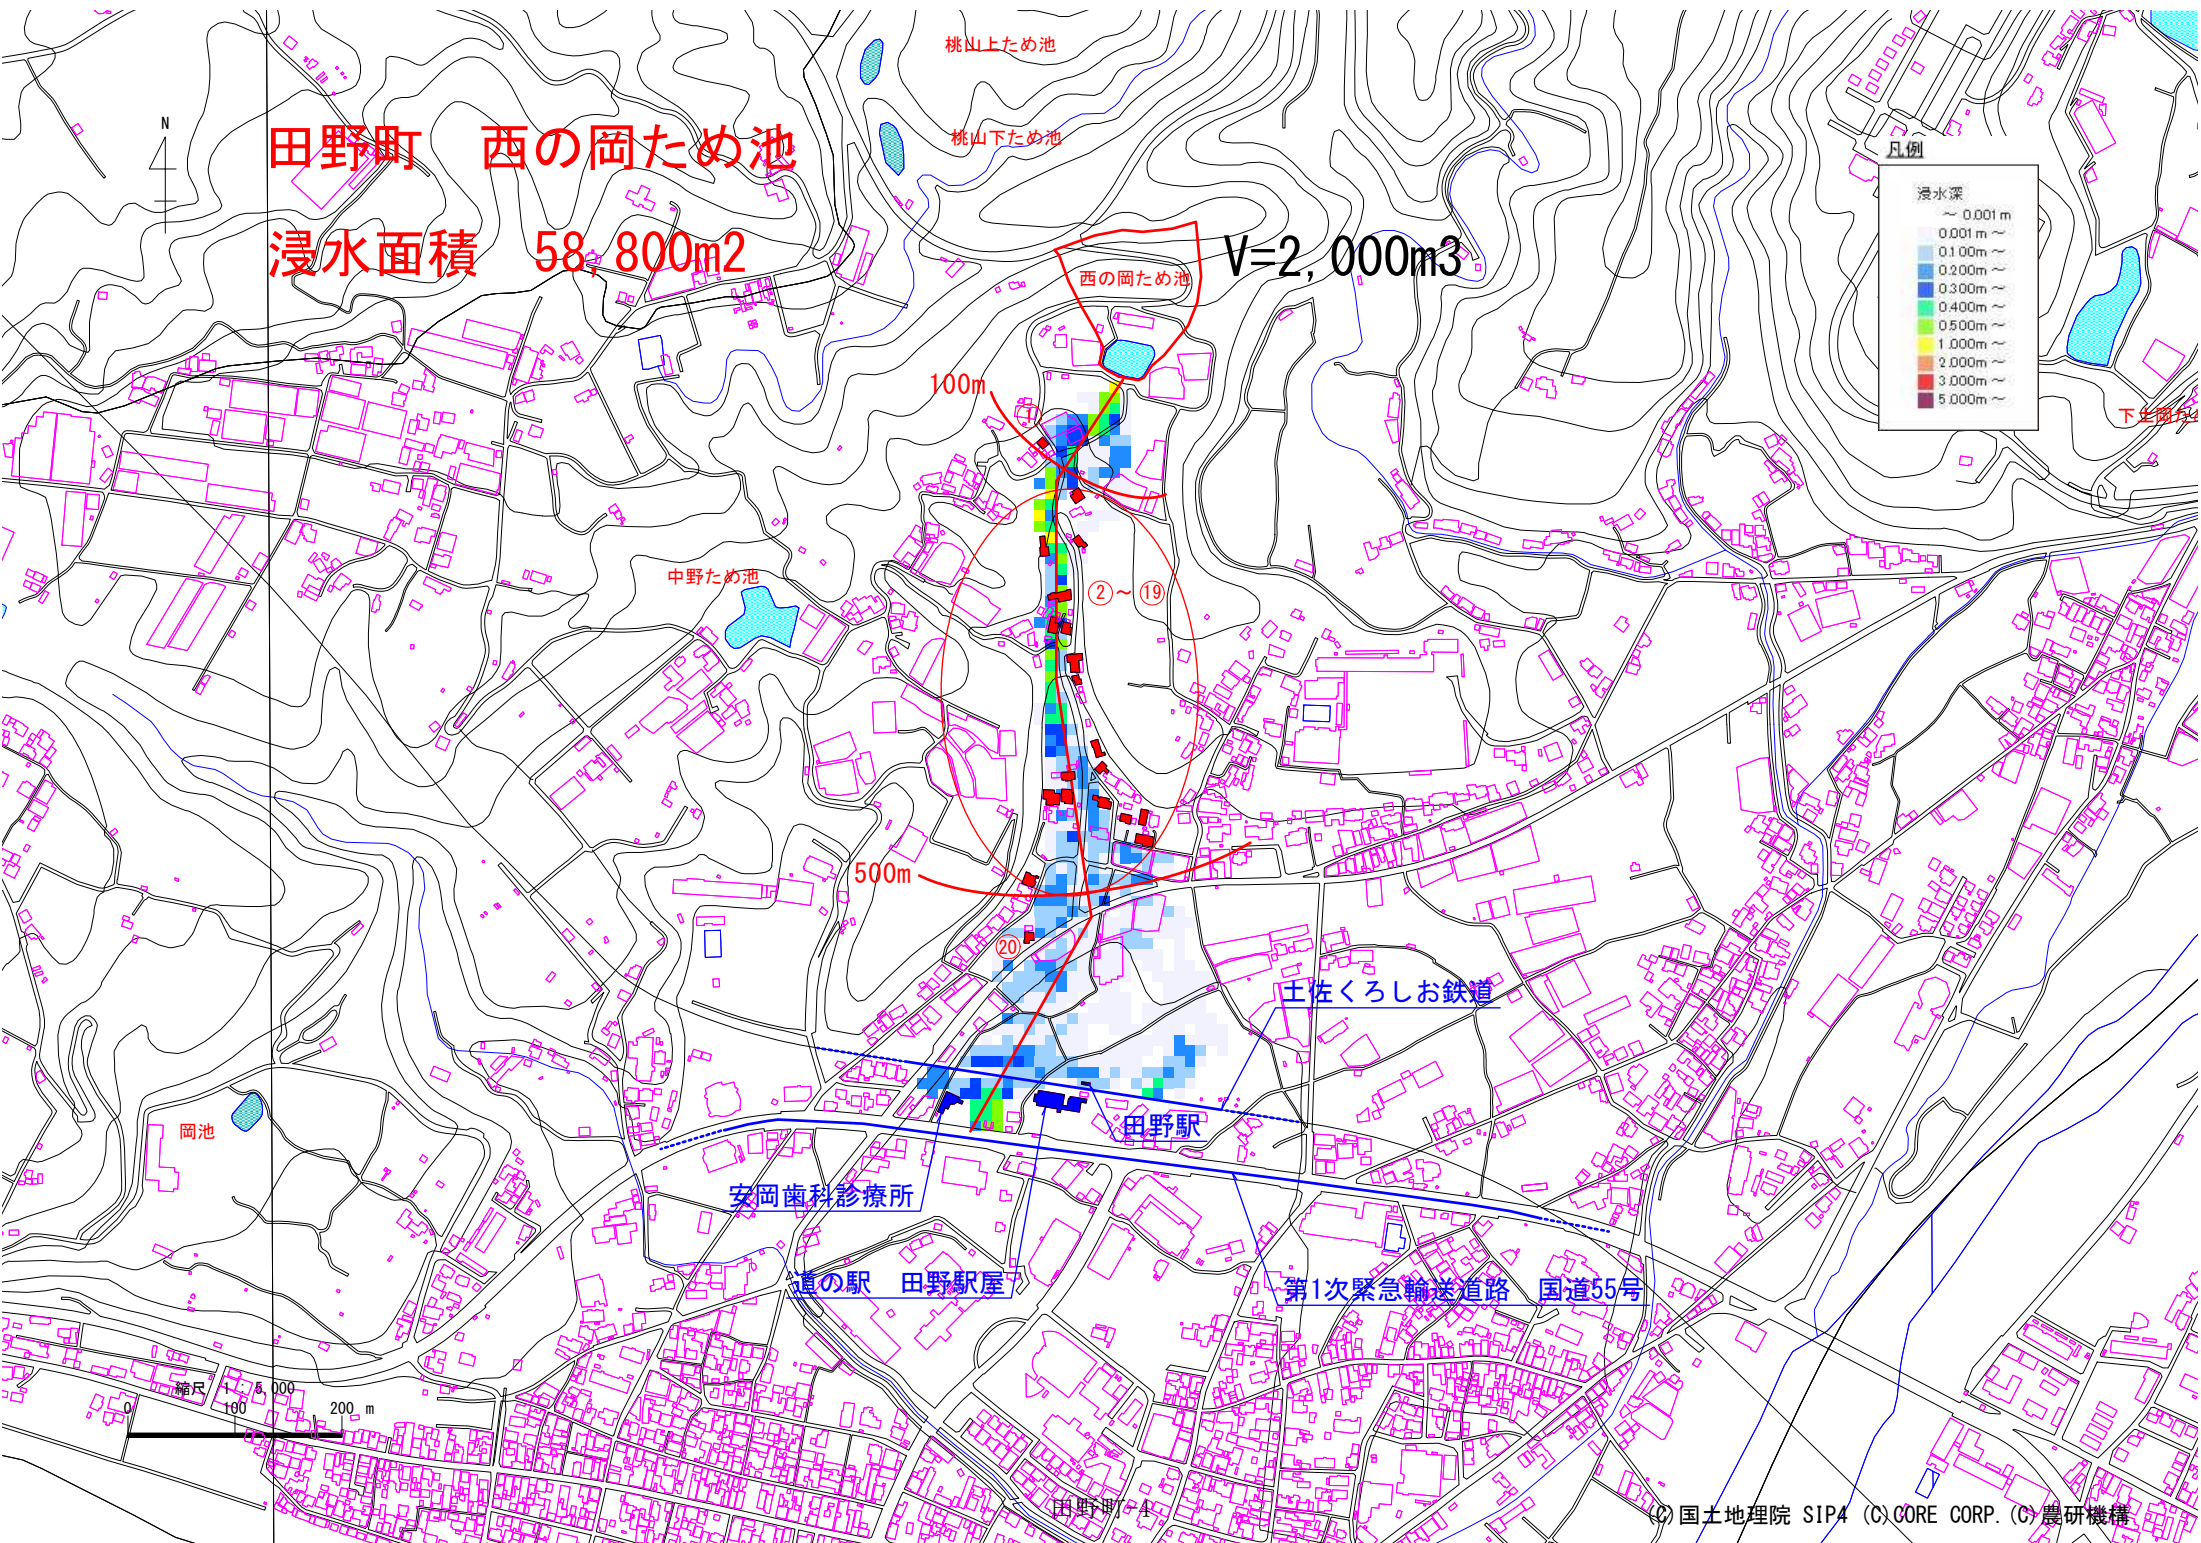 桃山上ため池
桃山下ため池
N
田野町　西の岡ため池
浸水面積　58,800m2
V=2,000m3
西の岡ため池
凡例
浸水深
～ 0.001m
0.001m～
0.100m～
0.200m～
0.300m～
0.400m～
0.500m～
1.000m～
2.000m～
3.000m～
5.000m～
100m
①
中野ため池
②～⑲
500m
⑳
土佐くろしお鉄道
田野駅
岡池
安岡歯科診療所
道の駅　田野駅屋
第1次緊急輸送道路　国道55号
縮尺 1 : 5,000
0 100 200 m
田野町-4
(C)国土地理院 SIP4 (C)CORE CORP. (C)農研機構